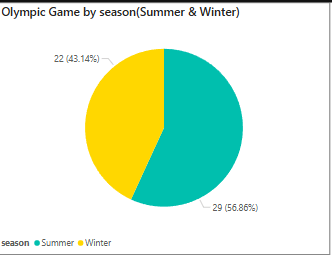 Olympic Game by season(Summer & Winter)
22 (43.14%)
29 (56.86%)
season Summer Winter